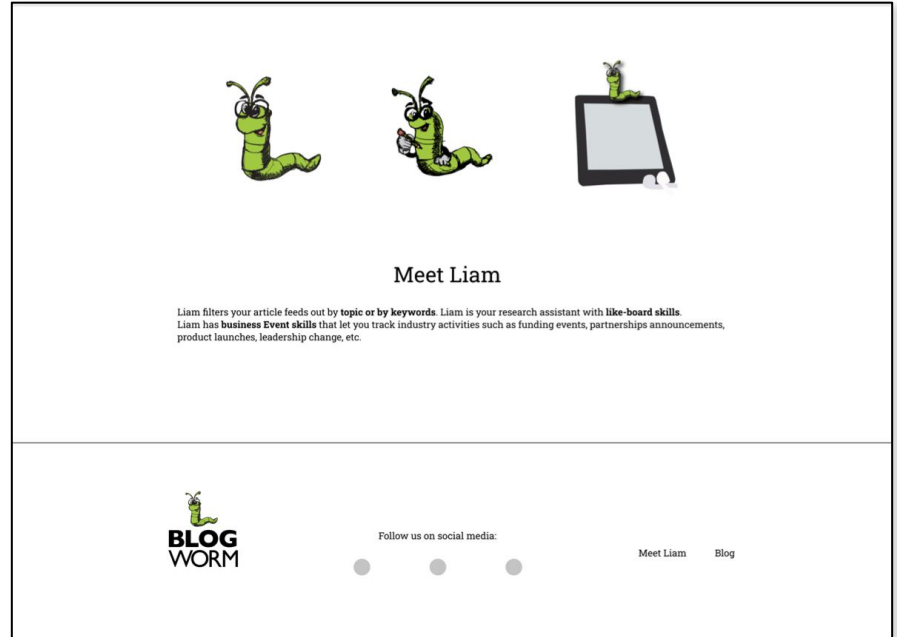 Meet Liam
Liam filters your article feeds out by topic or by keywords. Liam is your research assistant with like-board skills.
Liam has business Event skills that let you track industry activities such as funding events, partnerships announcements,
product launches, leadership change, etc.
BLOG
WORM
Follow us on social media:
Meet Liam
Blog